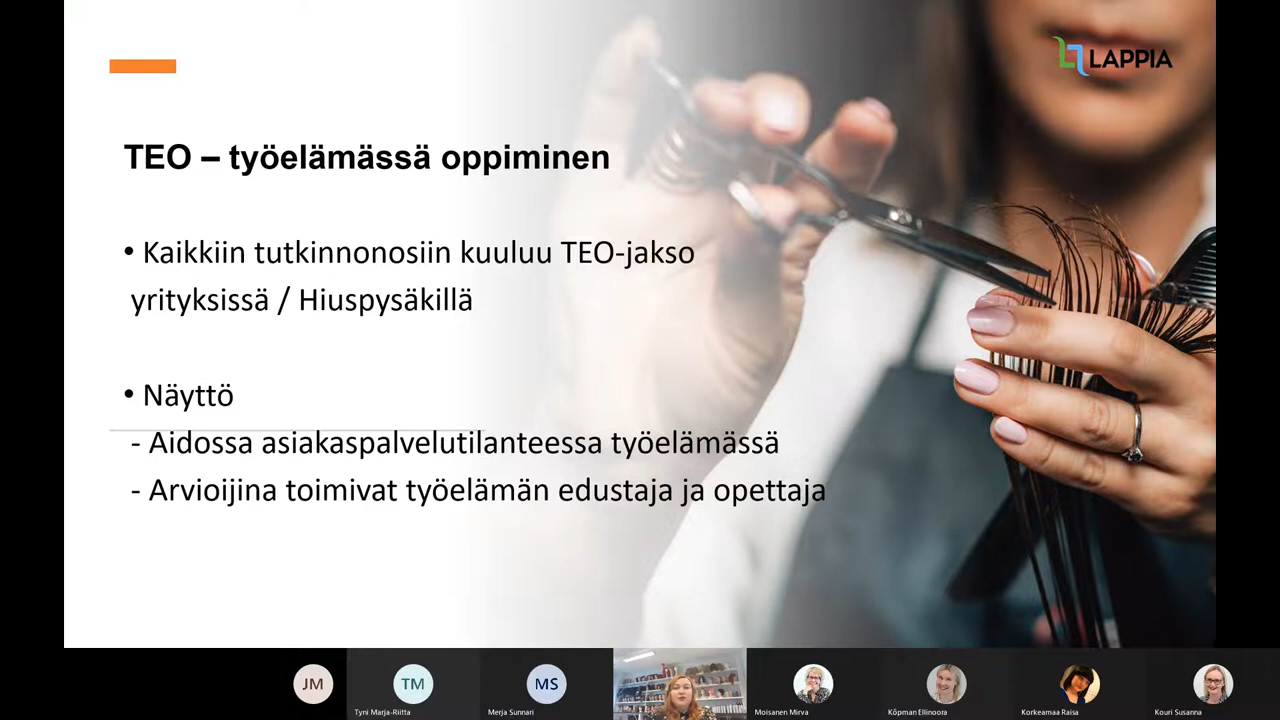 LAPPIA
TEO – työelämässä oppiminen
• Kaikkiin tutkinnonosiin kuuluu TEO-jakso
yrityksissä / Hiuspysäkillä
• Näyttö
- Aidossa asiakaspalvelutilanteessa työelämässä
- Arvioijina toimivat työelämän edustaja ja opettaja
JM
TM
MS
Tyni Marja-Riitta
Merja Sunnari
Moisanen Mirva
Köpman Ellinoora
Korkeamaa Raisa
Kouri Susanna